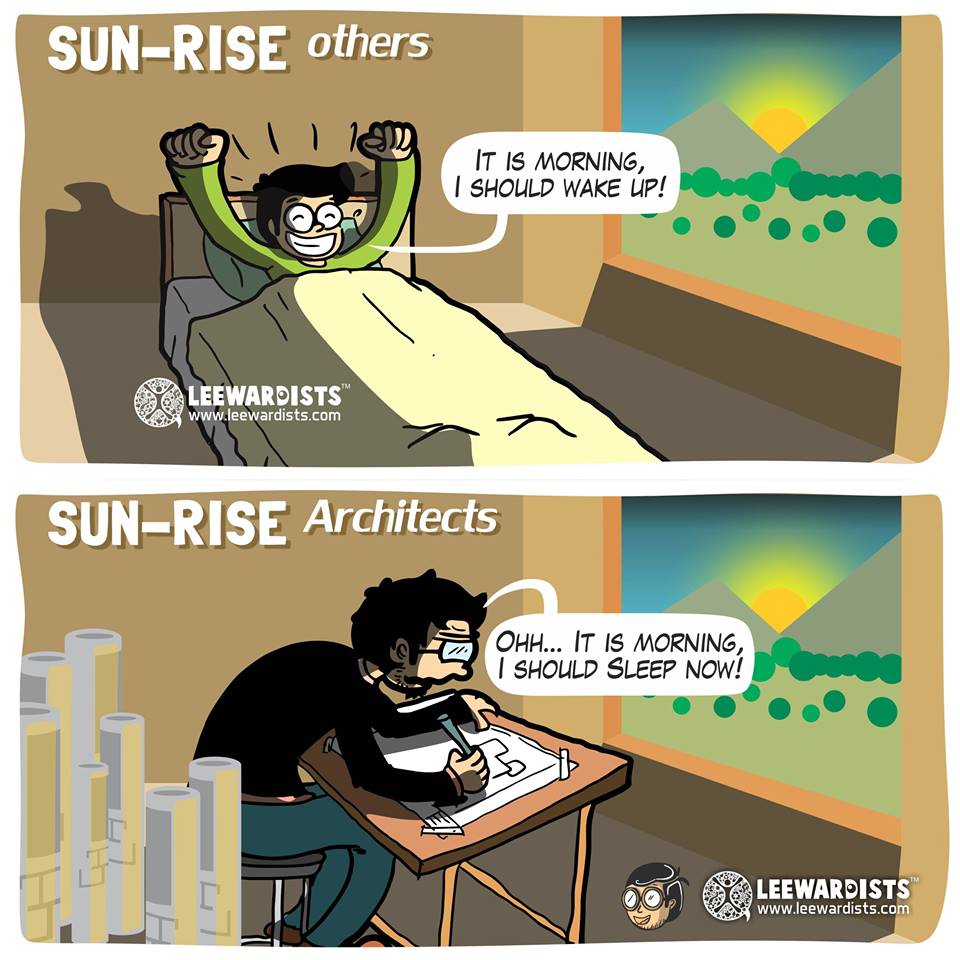 SUN-RISE others
IT IS MORNING,
I SHOULD WAKE UP!
LEEWARDISTS™
www.leewardists.com
SUN-RISE Architects
OHH... IT IS MORNING,
I SHOULD SLEEP NOW!
LEEWARDISTS™
www.leewardists.com